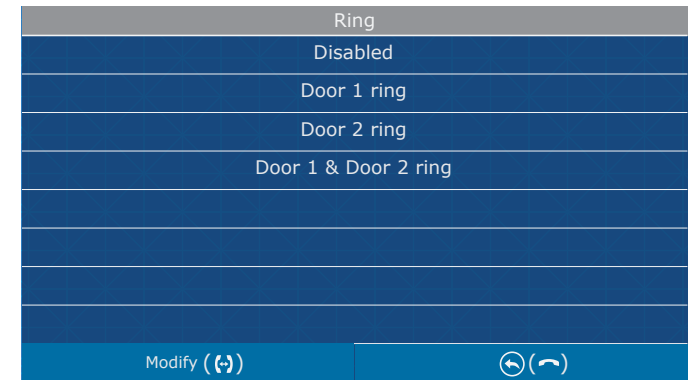 Ring
Disabled
Door 1 ring
Door 2 ring
Door 1 & Door 2 ring
Modify (    )
(    )